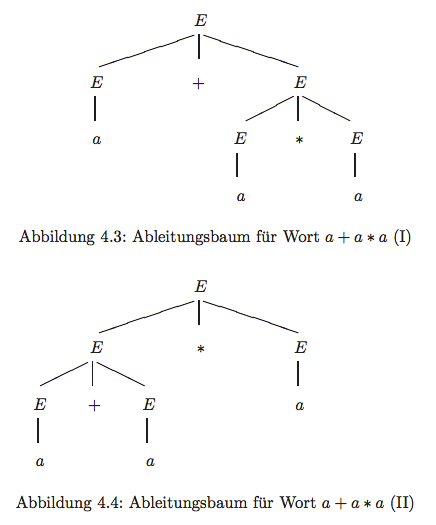 E
E + E
a E * E
a a
Abbildung 4.3: Ableitungsbaum für Wort a + a * a (I)
E
E * E
E + E a
a a
Abbildung 4.4: Ableitungsbaum für Wort a + a * a (II)